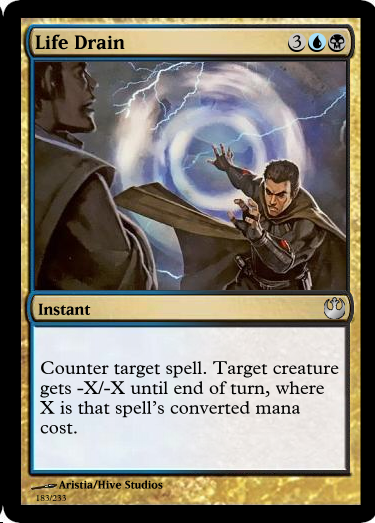 Life Drain 3
Instant
Counter target spell. Target creature
gets -X/-X until end of turn, where
X is that spell's converted mana
cost.
Aristia/Hive Studios
183/233